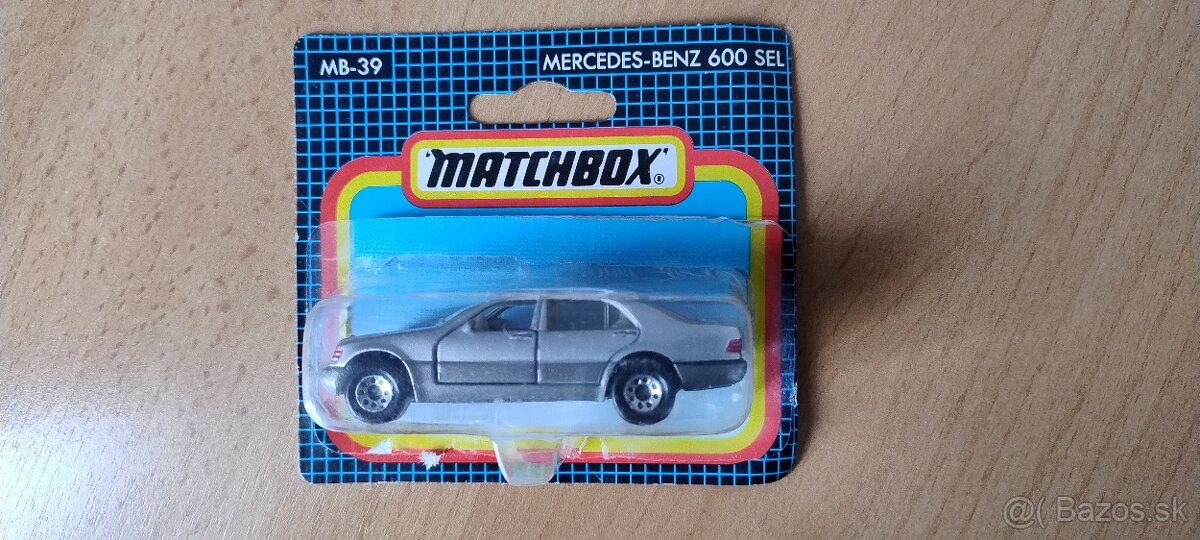 MB-39
MERCEDES-BENZ 600 SEL
'MATCHBOX'®
@( Bazos.sk